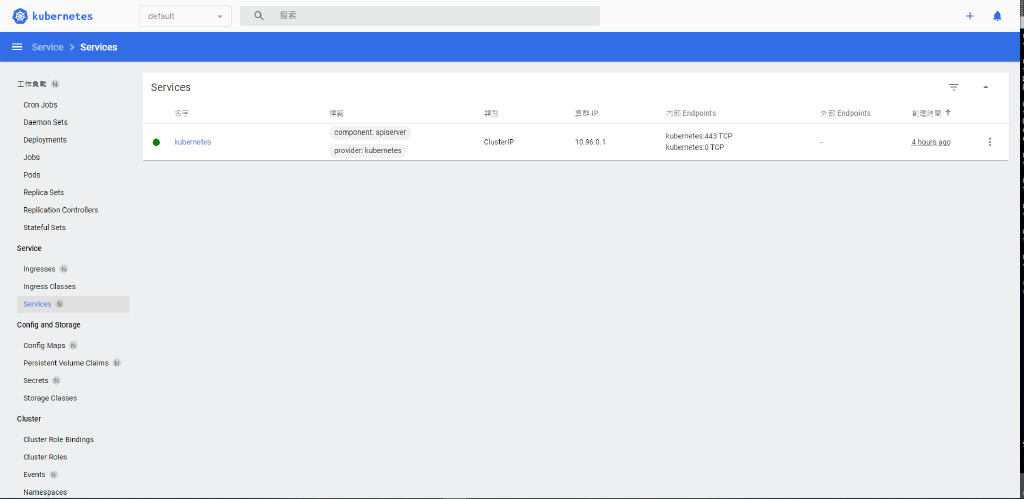 kubernetes
default
搜索
Service > Services
工作負載 N
Cron Jobs
Daemon Sets
Deployments
Jobs
Pods
Replica Sets
Replication Controllers
Stateful Sets
Service
Ingresses N
Ingress Classes
Services N
Config and Storage
Config Maps N
Persistent Volume Claims N
Secrets N
Storage Classes
Cluster
Cluster Role Bindings
Cluster Roles
Events N
Namespaces
Services
名字 標籤 類別 集群 IP 內部 Endpoints 外部 Endpoints 創建時間
kubernetes
component: apiserver
provider: kubernetes
ClusterIP
10.96.0.1
kubernetes:443 TCP
kubernetes:0 TCP
-
4 hours ago